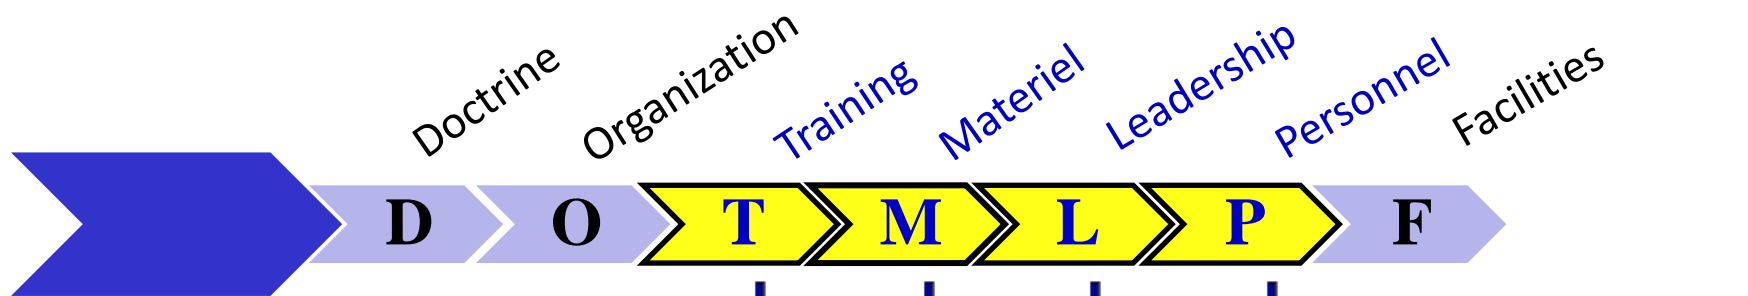 Doctrine
Organization
Training
Materiel
Leadership
Personnel
Facilities
D O T M L P F